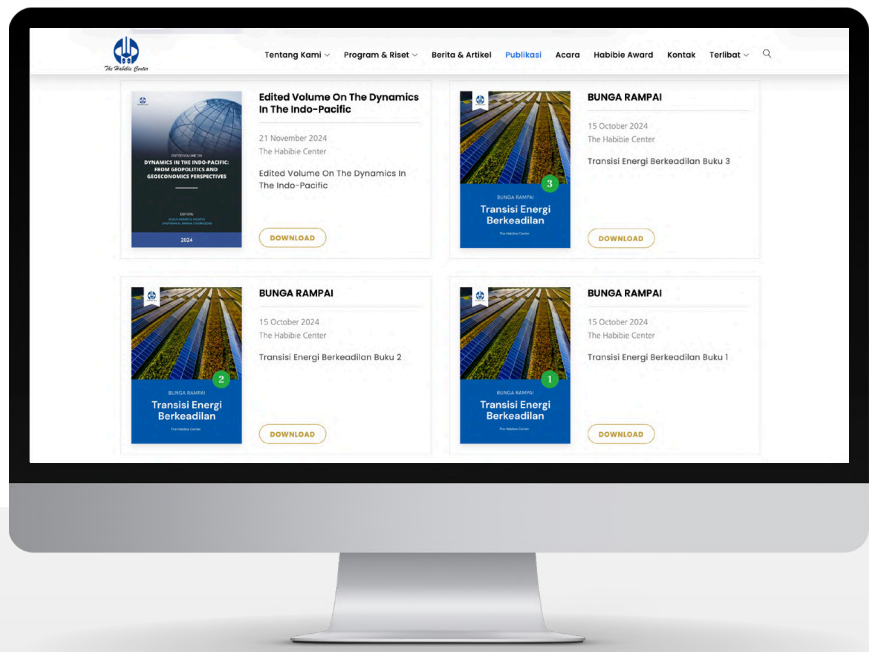 The Habibie Center
Tentang Kami Program & Riset Berita & Artikel Publikasi Acara Habibie Award Kontak Terlibat
EDITED VOLUME ON
DYNAMICS IN THE INDO-PACIFIC:
FROM GEOPOLITICS AND
GEOECONOMICS PERSPECTIVES
2024
Edited Volume On The Dynamics
In The Indo-Pacific
21 November 2024
The Habibie Center
Edited Volume On The Dynamics In
The Indo-Pacific
DOWNLOAD
3
BUNGA RAMPAI
Transisi Energi
Berkeadilan
The Habibie Center
BUNGA RAMPAI
15 October 2024
The Habibie Center
Transisi Energi Berkeadilan Buku 3
DOWNLOAD
2
BUNGA RAMPAI
Transisi Energi
Berkeadilan
The Habibie Center
BUNGA RAMPAI
15 October 2024
The Habibie Center
Transisi Energi Berkeadilan Buku 2
DOWNLOAD
1
BUNGA RAMPAI
Transisi Energi
Berkeadilan
The Habibie Center
BUNGA RAMPAI
15 October 2024
The Habibie Center
Transisi Energi Berkeadilan Buku 1
DOWNLOAD